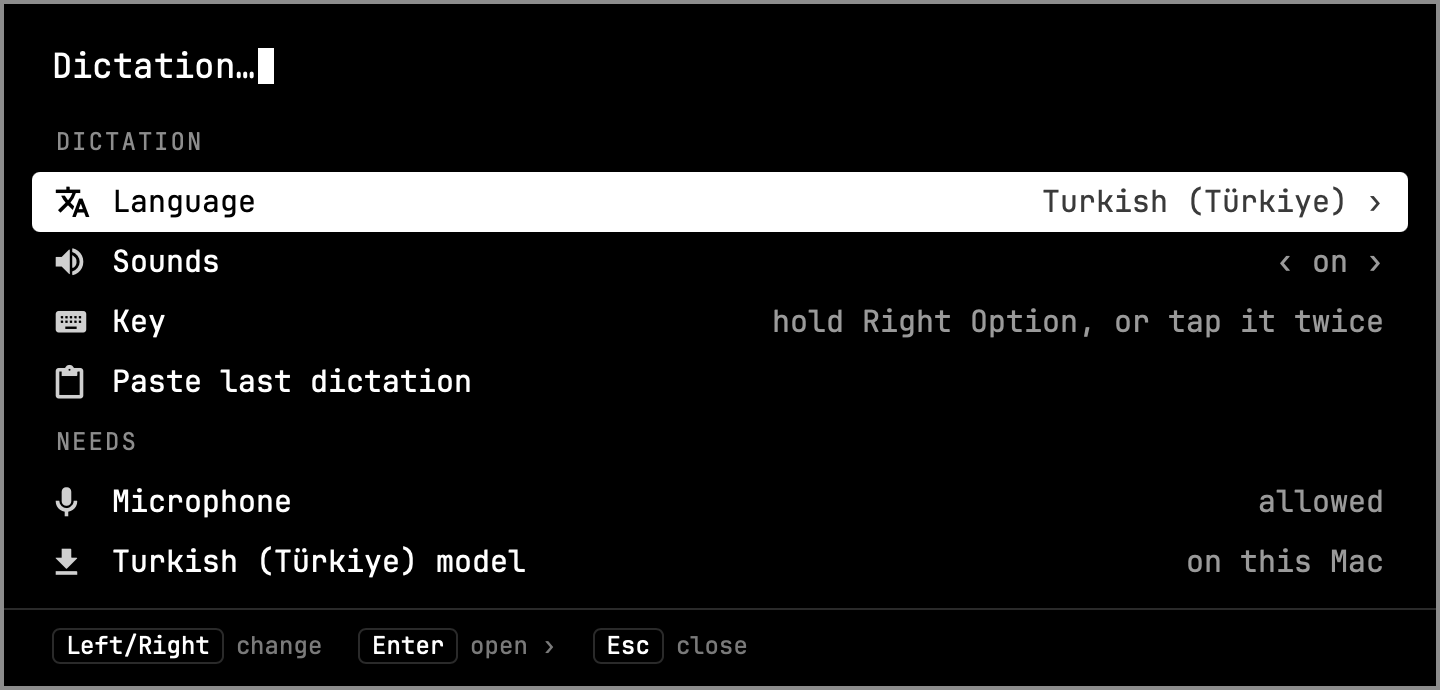 Dictation…
DICTATION
Language Turkish (Türkiye) ›
Sounds ‹ on ›
Key hold Right Option, or tap it twice
Paste last dictation
NEEDS
Microphone allowed
Turkish (Türkiye) model on this Mac
Left/Right change Enter open › Esc close